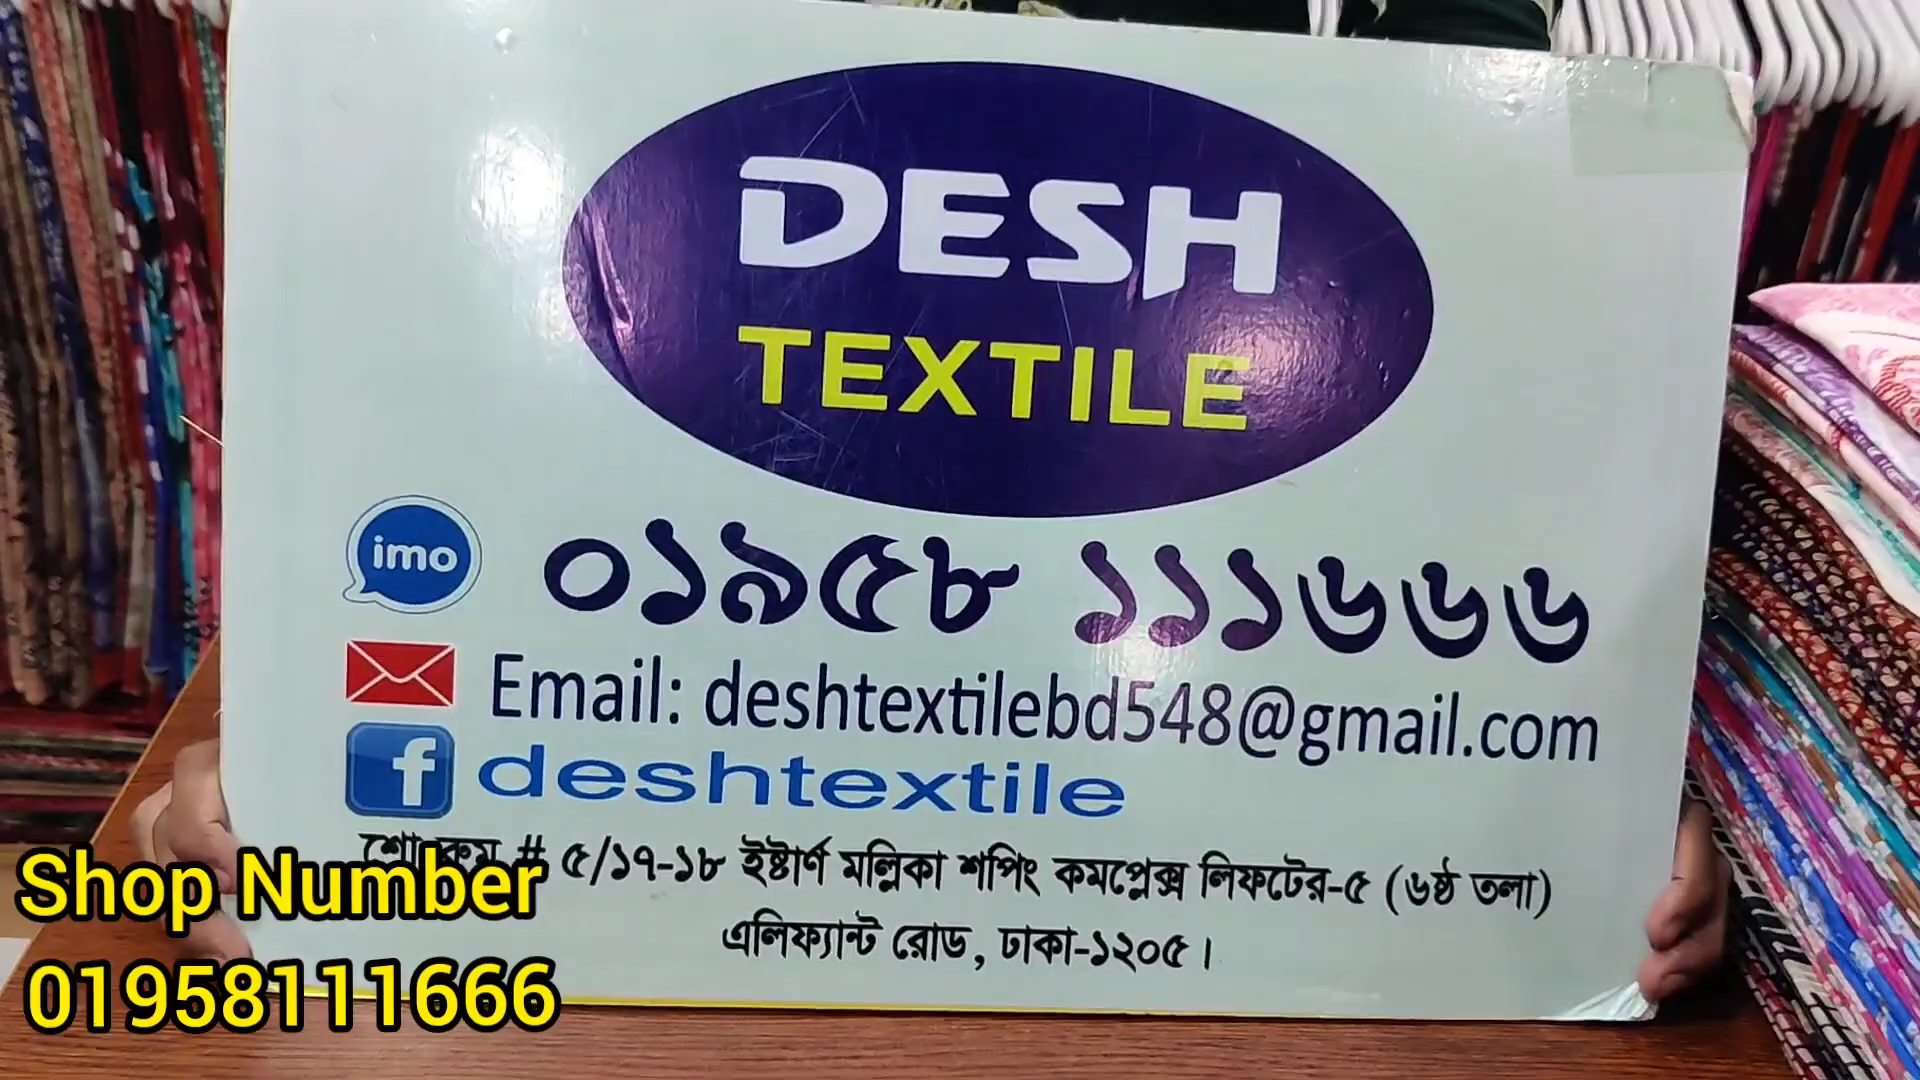 DESH
TEXTILE
imo ০১৯৫৮ ১১১৬৬৬
Email: deshtextilebd548@gmail.com
f deshtextile
শো রুম # ৫/১৭-১৮ ইষ্টার্ণ মল্লিকা শপিং কমপ্লেক্স লিফটের-৫ (৬ষ্ঠ তলা)
এলিফ্যান্ট রোড, ঢাকা-১২০৫।
Shop Number
01958111666